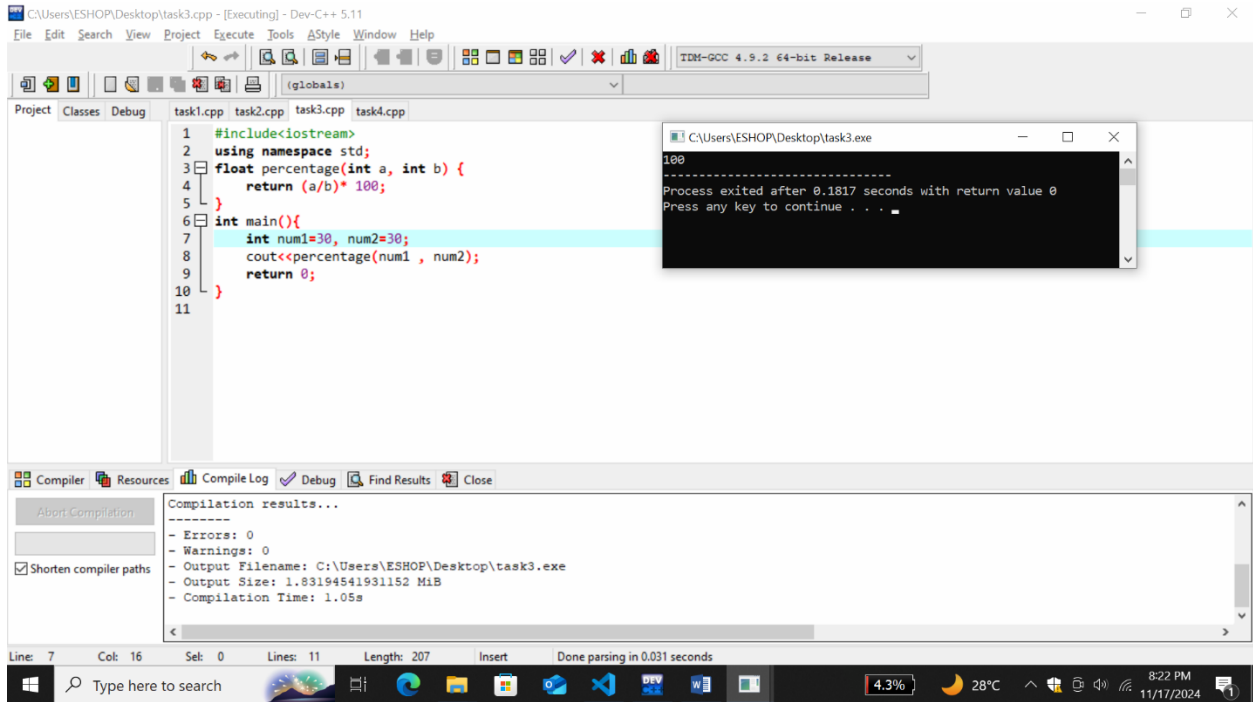 C:\Users\ESHOP\Desktop\task3.cpp - [Executing] - Dev-C++ 5.11
File Edit Search View Project Execute Tools AStyle Window Help
TDM-GCC 4.9.2 64-bit Release
(globals)
Project Classes Debug task1.cpp task2.cpp task3.cpp task4.cpp
1 #include<iostream>
2 using namespace std;
3 float percentage(int a, int b) {
4 return (a/b)* 100;
5 }
6 int main(){
7 int num1=30, num2=30;
8 cout<<percentage(num1 , num2);
9 return 0;
10 }
11
C:\Users\ESHOP\Desktop\task3.exe
100
--------------------------------
Process exited after 0.1817 seconds with return value 0
Press any key to continue . . .
Compiler Resources Compile Log Debug Find Results Close
Abort Compilation
Shorten compiler paths
Compilation results...
--------
- Errors: 0
- Warnings: 0
- Output Filename: C:\Users\ESHOP\Desktop\task3.exe
- Output Size: 1.83194541931152 MiB
- Compilation Time: 1.05s
Line: 7 Col: 16 Sel: 0 Lines: 11 Length: 207 Insert Done parsing in 0.031 seconds
Type here to search
DEV
4.3%
28°C
8:22 PM
11/17/2024
1